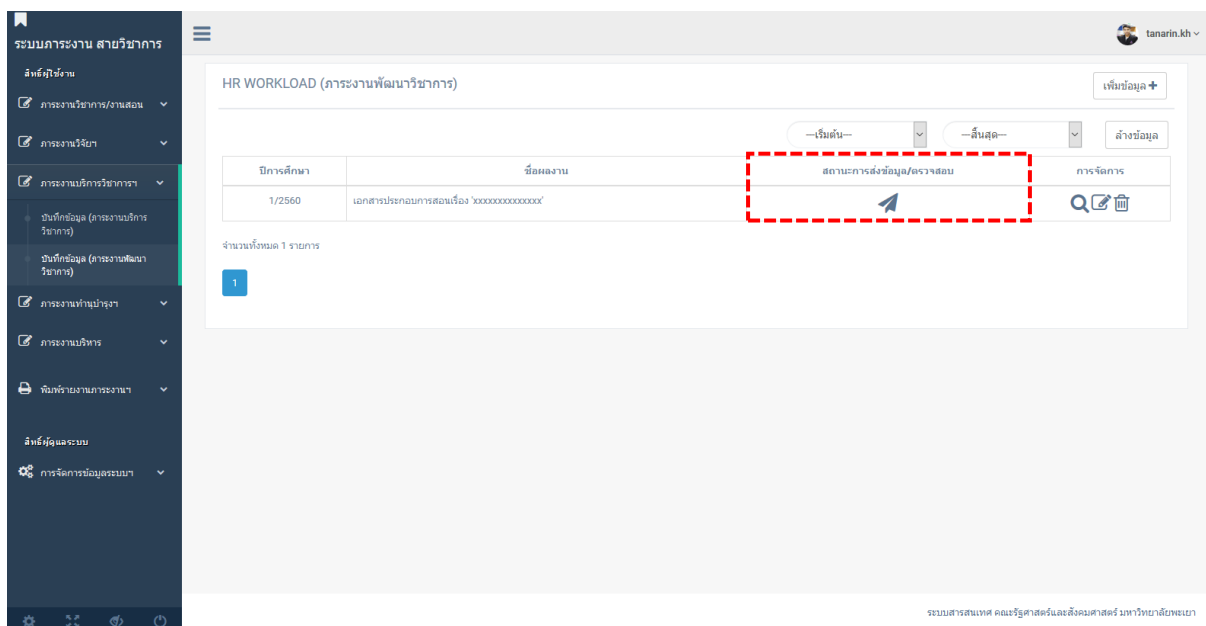 ระบบภาระงาน สายวิชาการ
tanarin.kh
สิทธิ์ผู้ใช้งาน
ภาระงานวิชาการ/งานสอน
ภาระงานวิจัยฯ
ภาระงานบริการวิชาการฯ
บันทึกข้อมูล (ภาระงานบริการ
วิชาการ)
บันทึกข้อมูล (ภาระงานพัฒนา
วิชาการ)
ภาระงานทำนุบำรุงฯ
ภาระงานบริหาร
พิมพ์รายงานภาระงานฯ
สิทธิ์ผู้ดูแลระบบ
การจัดการข้อมูลระบบฯ
HR WORKLOAD (ภาระงานพัฒนาวิชาการ)
เพิ่มข้อมูล
---เริ่มต้น--- ---สิ้นสุด--- ล้างข้อมูล
ปีการศึกษา ชื่อผลงาน สถานะการส่งข้อมูล/ตรวจสอบ การจัดการ
1/2560 เอกสารประกอบการสอนเรื่อง 'xxxxxxxxxxxxxx'
จำนวนทั้งหมด 1 รายการ
1
ระบบสารสนเทศ คณะรัฐศาสตร์และสังคมศาสตร์ มหาวิทยาลัยพะเยา